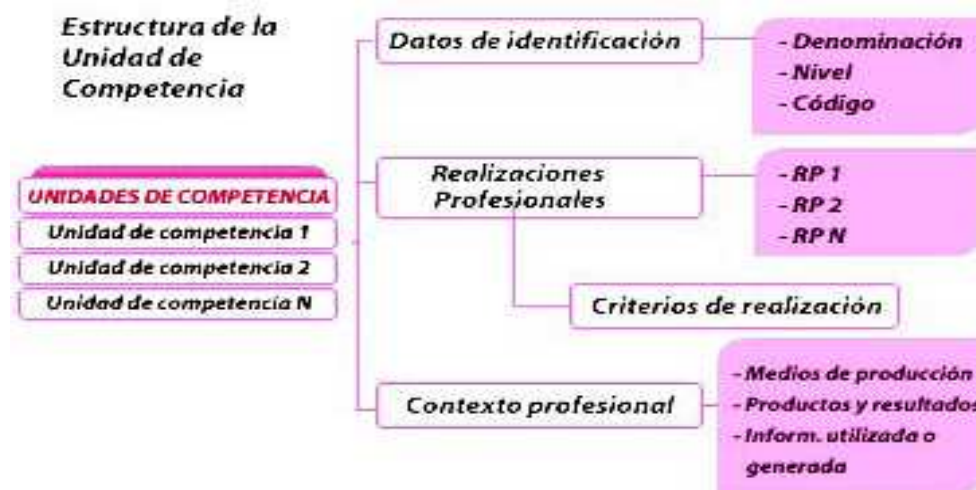 Estructura de la
Unidad de
Competencia
UNIDADES DE COMPETENCIA
Unidad de competencia 1
Unidad de competencia 2
Unidad de competencia N
Datos de identificación
- Denominación
- Nivel
- Código
Realizaciones
Profesionales
- RP 1
- RP 2
- RP N
Criterios de realización
Contexto profesional
- Medios de producción
- Productos y resultados
- Inform. utilizada o
generada